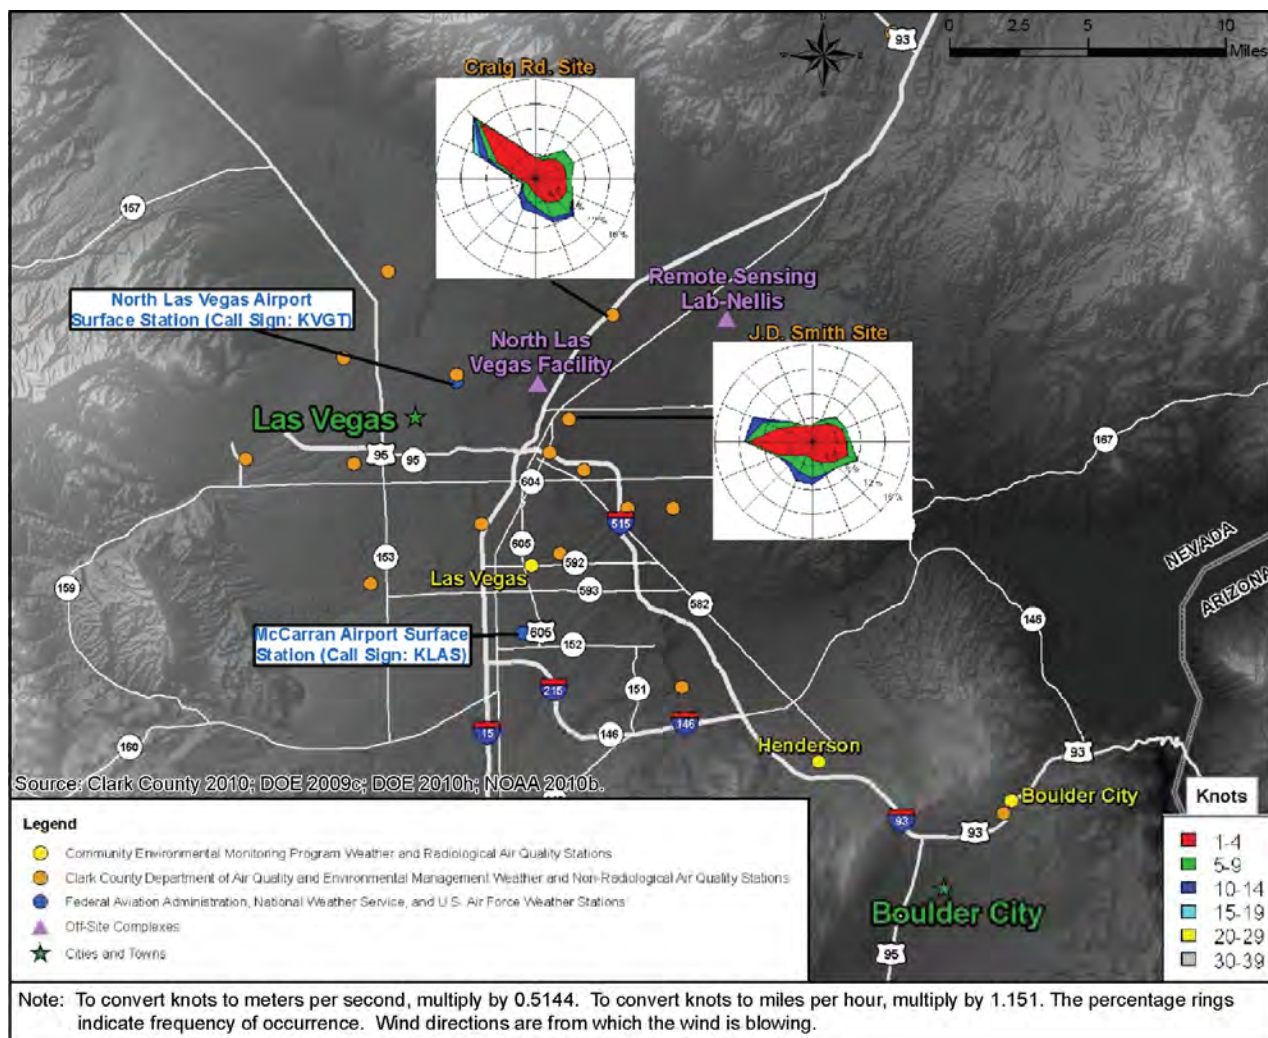 0 2.5 5 10
Miles
93
Craig Rd. Site
16 %
157
North Las Vegas Airport
Surface Station (Call Sign: KVGT)
Remote Sensing
Lab-Nellis
North Las
Vegas Facility
J.D. Smith Site
Las Vegas
95
95
604
167
515
605
592
Las Vegas
593
153
159
582
NEVADA
ARIZONA
146
McCarran Airport Surface
Station (Call Sign: KLAS)
605
152
215
151
146
146
15
160
Henderson
93
Source: Clark County 2010; DOE 2009c; DOE 2010h; NOAA 2010b.
Boulder City
93
93
Boulder City
95
Knots
1-4
5-9
10-14
15-19
20-29
30-39
Legend
Community Environmental Monitoring Program Weather and Radiological Air Quality Stations
Clark County Department of Air Quality and Environmental Management Weather and Non-Radiological Air Quality Stations
Federal Aviation Administration, National Weather Service, and U.S. Air Force Weather Stations
Off-Site Complexes
Cities and Towns
Note: To convert knots to meters per second, multiply by 0.5144. To convert knots to miles per hour, multiply by 1.151. The percentage rings
indicate frequency of occurrence. Wind directions are from which the wind is blowing.